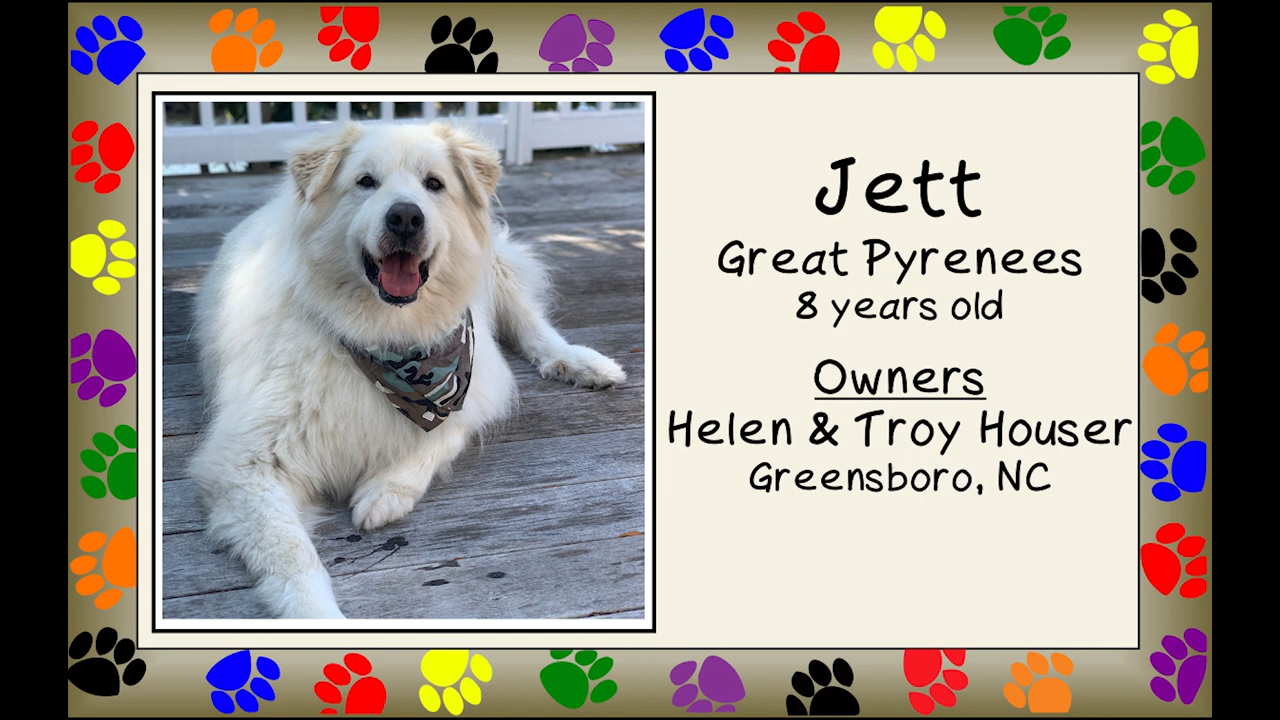 Jett
Great Pyrenees
8 years old
Owners
Helen & Troy Houser
Greensboro, NC